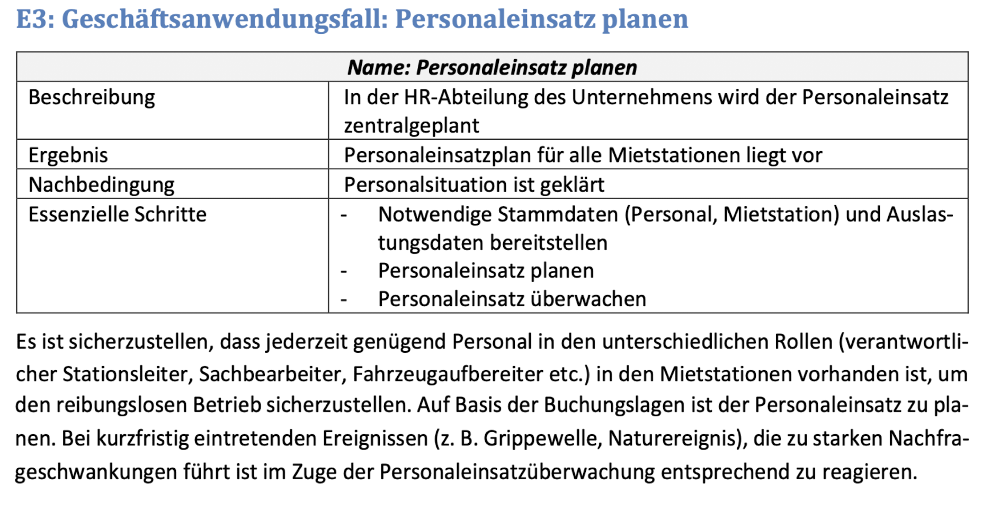 E3: Geschäftsanwendungsfall: Personaleinsatz planen
Name: Personaleinsatz planen
Beschreibung
In der HR-Abteilung des Unternehmens wird der Personaleinsatz
zentralgeplant
Ergebnis
Personaleinsatzplan für alle Mietstationen liegt vor
Nachbedingung
Personalsituation ist geklärt
Essenzielle Schritte
- Notwendige Stammdaten (Personal, Mietstation) und Auslas-
tungsdaten bereitstellen
- Personaleinsatz planen
- Personaleinsatz überwachen
Es ist sicherzustellen, dass jederzeit genügend Personal in den unterschiedlichen Rollen (verantwortli-
cher Stationsleiter, Sachbearbeiter, Fahrzeugaufbereiter etc.) in den Mietstationen vorhanden ist, um
den reibungslosen Betrieb sicherzustellen. Auf Basis der Buchungslagen ist der Personaleinsatz zu pla-
nen. Bei kurzfristig eintretenden Ereignissen (z. B. Grippewelle, Naturereignis), die zu starken Nachfra-
geschwankungen führt ist im Zuge der Personaleinsatzüberwachung entsprechend zu reagieren.